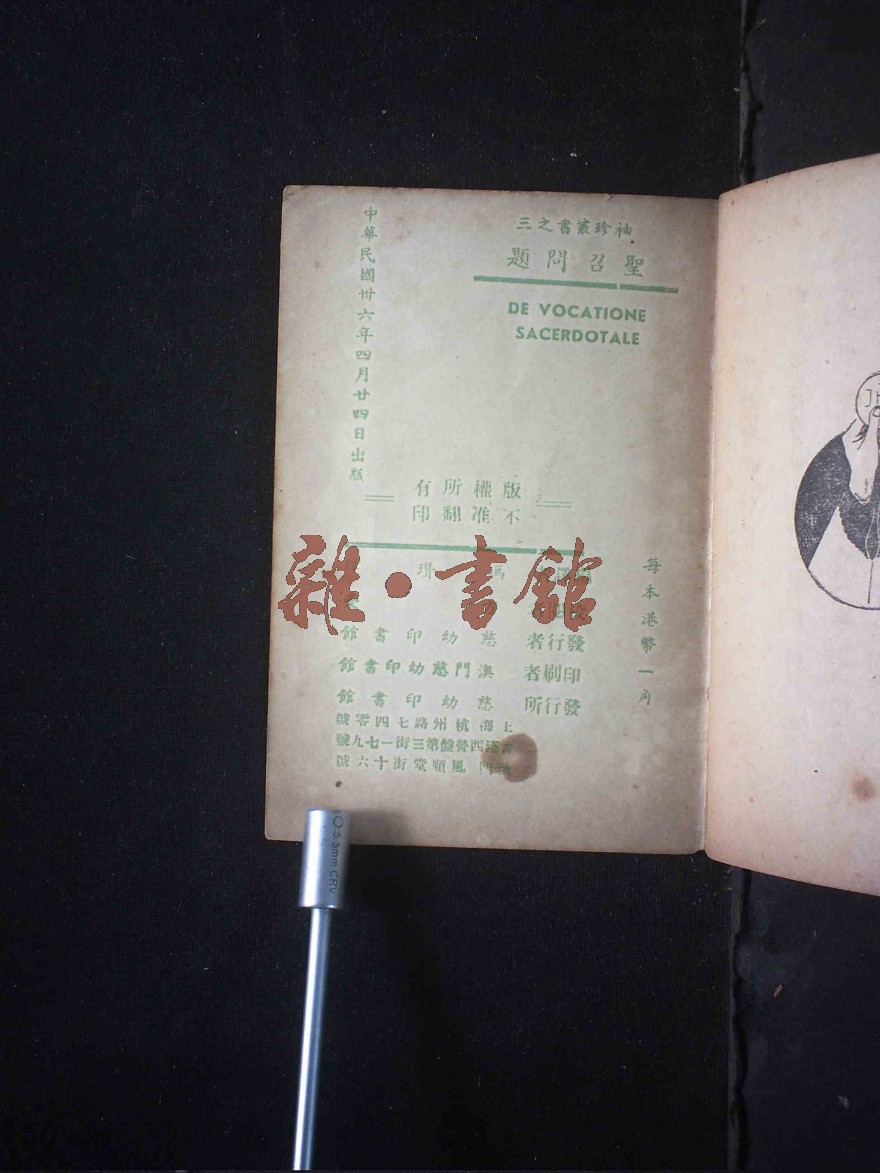 袖珍叢書之三
聖召問題
DE VOCATIONE
SACERDOTALE
中華民國卅六年四月廿四日出版
版權所有
不准翻印
每本港幣一角
雜·書館
發行者 慈幼印書館
印刷者 澳門慈幼印書館
發行所 慈幼印書館
上海杭州路七四零號
香港西營盤第三街一七九號
澳門風順堂街十六號
5.5mm CRV